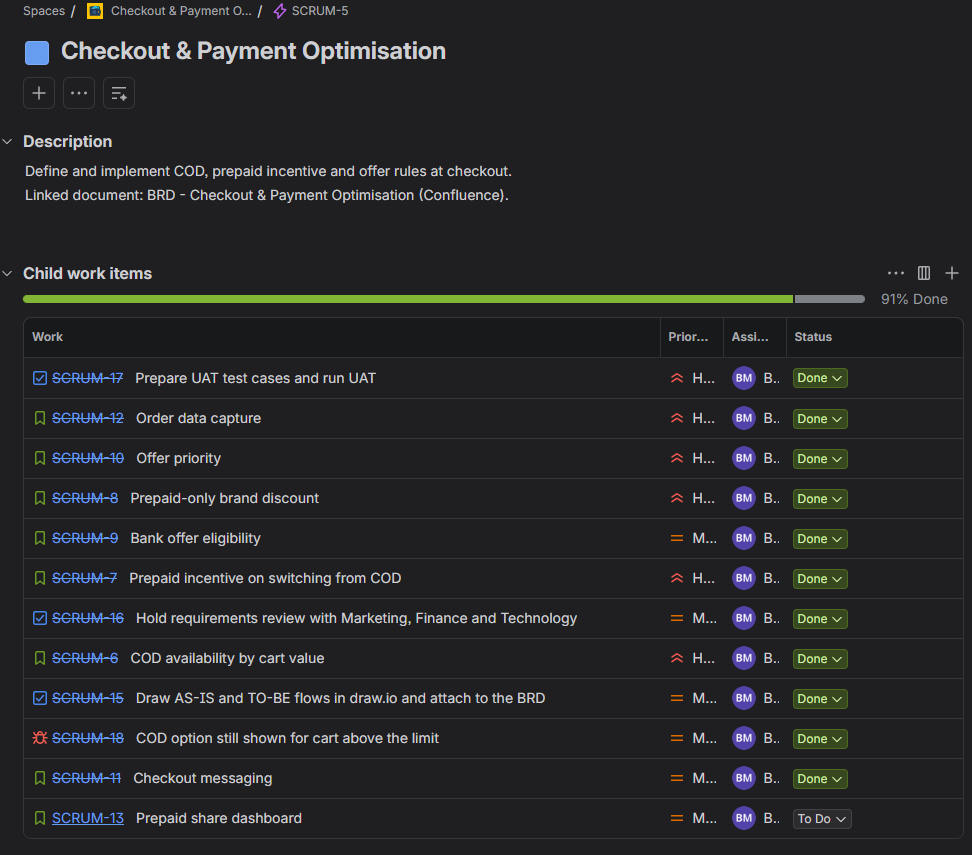 Spaces / Checkout & Payment O... / SCRUM-5
Checkout & Payment Optimisation
Description
Define and implement COD, prepaid incentive and offer rules at checkout.
Linked document: BRD - Checkout & Payment Optimisation (Confluence).
Child work items
91% Done
Work Prior... Assi... Status
SCRUM-17 Prepare UAT test cases and run UAT H... BM B.. Done
SCRUM-12 Order data capture H... BM B.. Done
SCRUM-10 Offer priority H... BM B.. Done
SCRUM-8 Prepaid-only brand discount H... BM B.. Done
SCRUM-9 Bank offer eligibility M... BM B.. Done
SCRUM-7 Prepaid incentive on switching from COD H... BM B.. Done
SCRUM-16 Hold requirements review with Marketing, Finance and Technology M... BM B.. Done
SCRUM-6 COD availability by cart value H... BM B.. Done
SCRUM-15 Draw AS-IS and TO-BE flows in draw.io and attach to the BRD M... BM B.. Done
SCRUM-18 COD option still shown for cart above the limit M... BM B.. Done
SCRUM-11 Checkout messaging M... BM B.. Done
SCRUM-13 Prepaid share dashboard M... BM B.. To Do